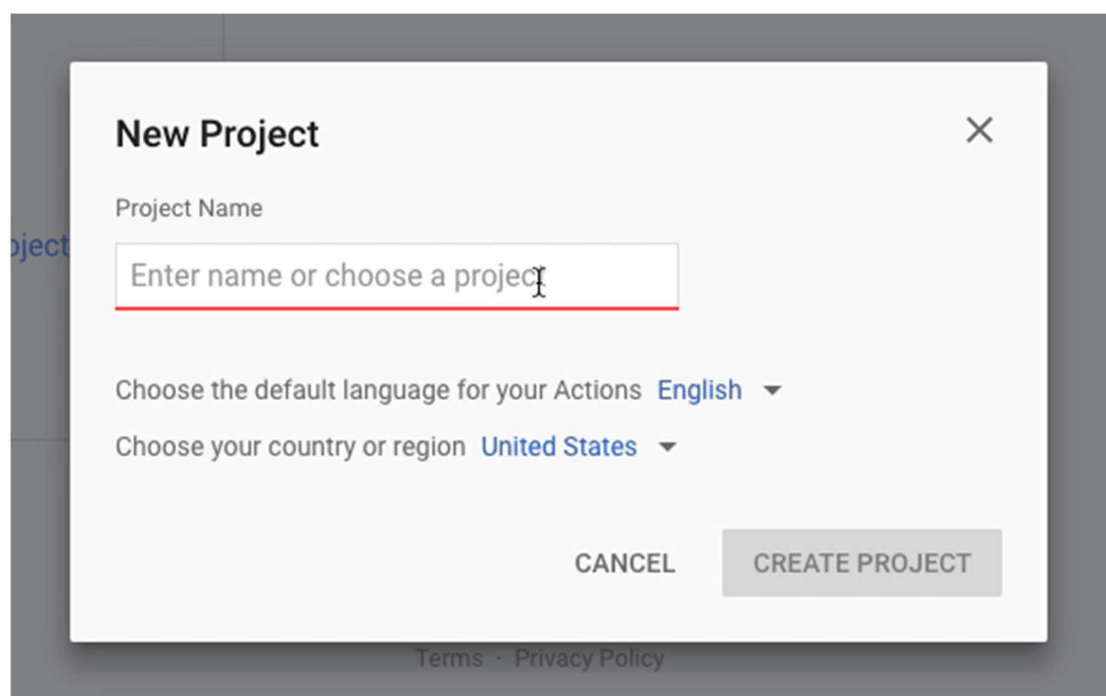 New Project
Project Name
oject
Enter name or choose a project
Choose the default language for your Actions English
Choose your country or region United States
CANCEL CREATE PROJECT
Terms · Privacy Policy